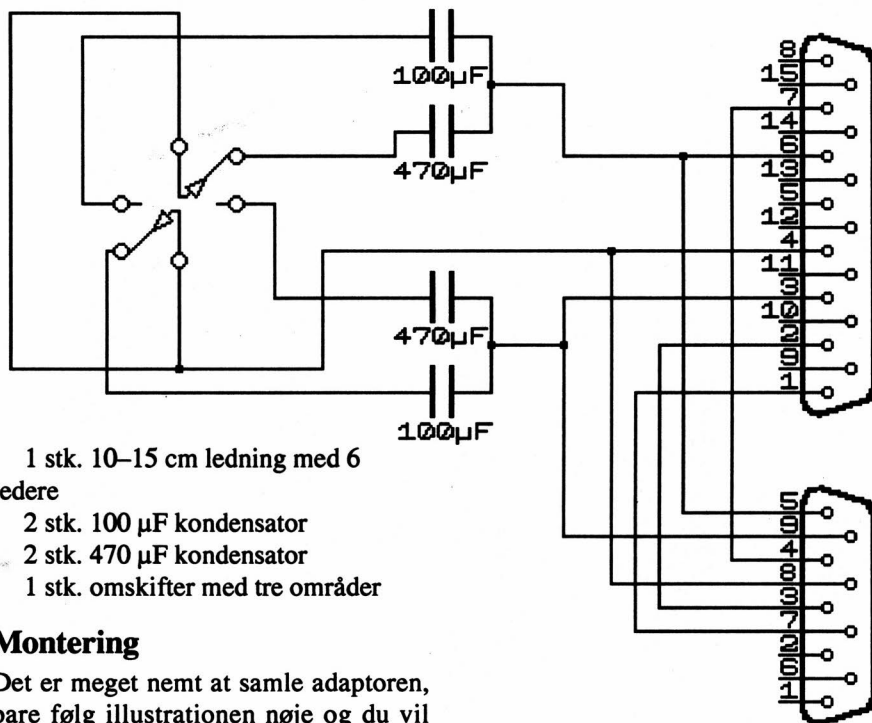 100µF
470µF
470µF
100µF
8
15
7
14
6
13
5
12
4
11
3
10
2
9
1
5
9
4
8
3
7
2
6
1
1 stk. 10–15 cm ledning med 6
edere
2 stk. 100 µF kondensator
2 stk. 470 µF kondensator
1 stk. omskifter med tre områder
Montering
Det er meget nemt at samle adaptoren,
bare følg illustrationen nøje og du vil